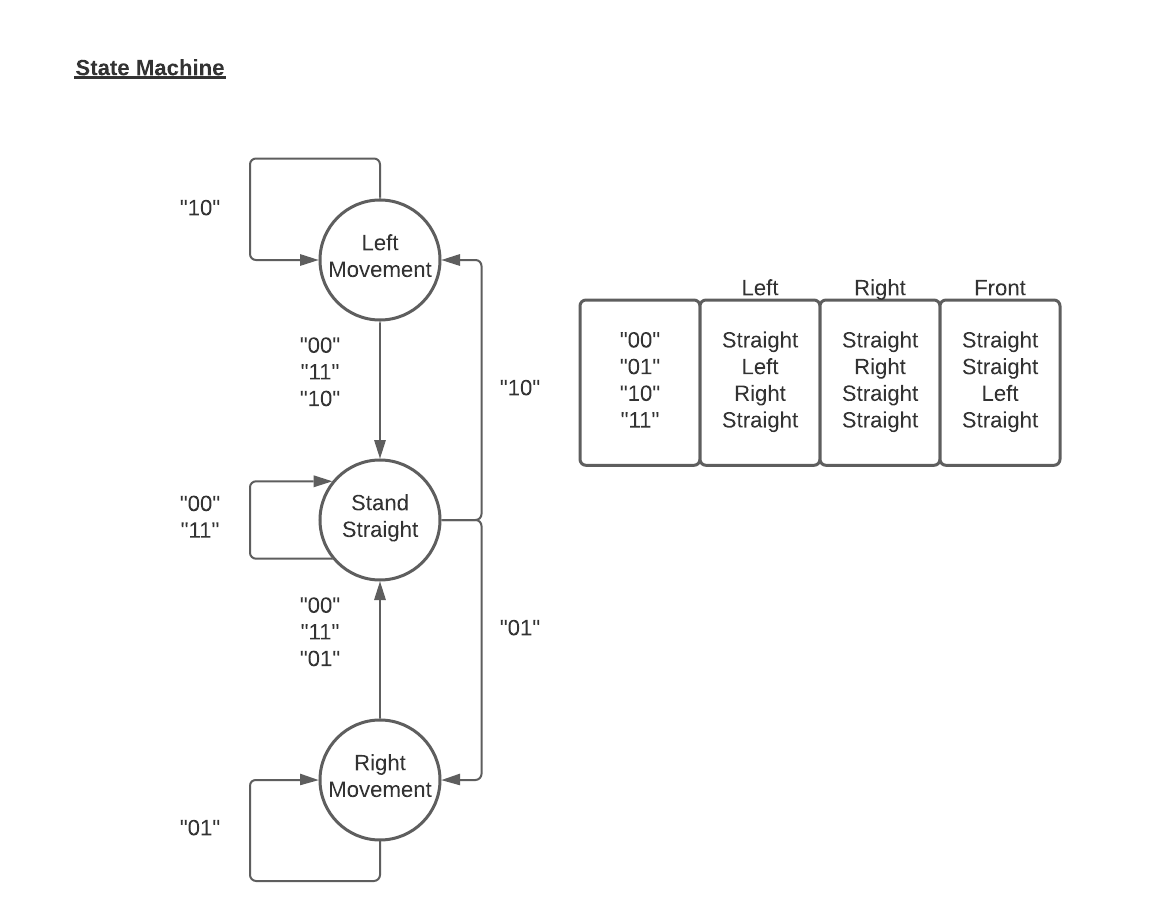 State Machine
"10"
Left
Movement
"00"
"11"
"10"
"10"
"00"
"11"
Stand
Straight
"00"
"11"
"01"
"01"
Right
Movement
"01"
Left Right Front
"00" Straight Straight Straight
"01" Left Right Straight
"10" Right Straight Left
"11" Straight Straight Straight